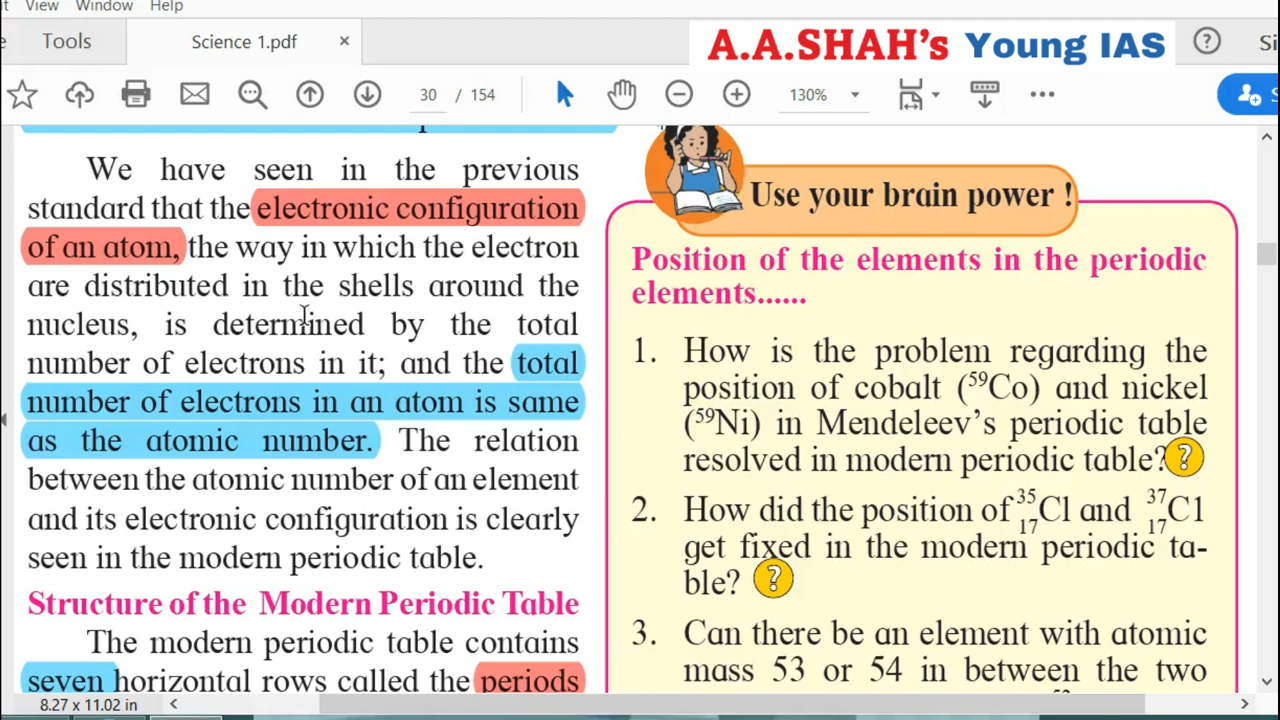 View Window Help
Tools
Science 1.pdf ×
A.A.SHAH's Young IAS
?
Si
30 / 154
130%
We have seen in the previous
standard that the electronic configuration
of an atom, the way in which the electron
are distributed in the shells around the
nucleus, is determined by the total
number of electrons in it; and the total
number of electrons in an atom is same
as the atomic number. The relation
between the atomic number of an element
and its electronic configuration is clearly
seen in the modern periodic table.
Structure of the Modern Periodic Table
The modern periodic table contains
seven horizontal rows called the periods
Use your brain power !
Position of the elements in the periodic
elements......
1. How is the problem regarding the
position of cobalt (⁵⁹Co) and nickel
(⁵⁹Ni) in Mendeleev's periodic table
resolved in modern periodic table? ?
2. How did the position of ³⁵₁₇Cl and ³⁷₁₇C1
get fixed in the modern periodic ta-
ble? ?
3. Can there be an element with atomic
mass 53 or 54 in between the two
8.27 x 11.02 in